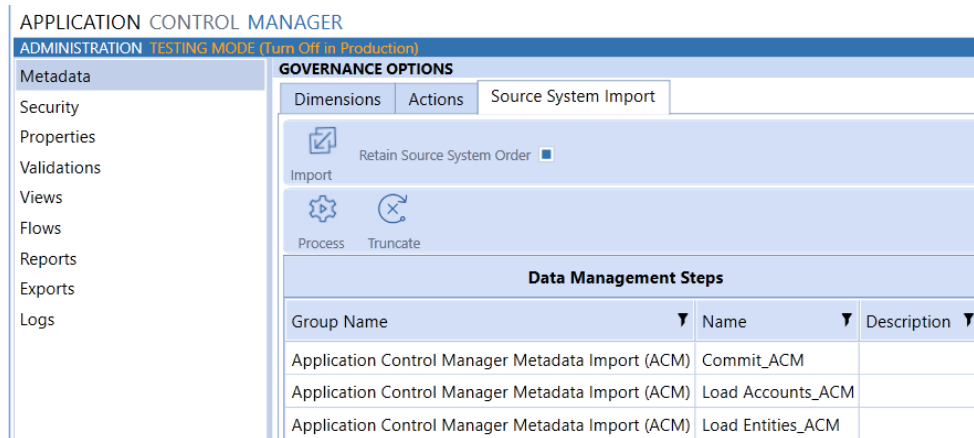 APPLICATION CONTROL MANAGER
ADMINISTRATION TESTING MODE (Turn Off in Production)
Metadata
Security
Properties
Validations
Views
Flows
Reports
Exports
Logs
GOVERNANCE OPTIONS
Dimensions Actions Source System Import
Retain Source System Order
Import
Process Truncate
Data Management Steps
Group Name Name Description
Application Control Manager Metadata Import (ACM) Commit_ACM
Application Control Manager Metadata Import (ACM) Load Accounts_ACM
Application Control Manager Metadata Import (ACM) Load Entities_ACM